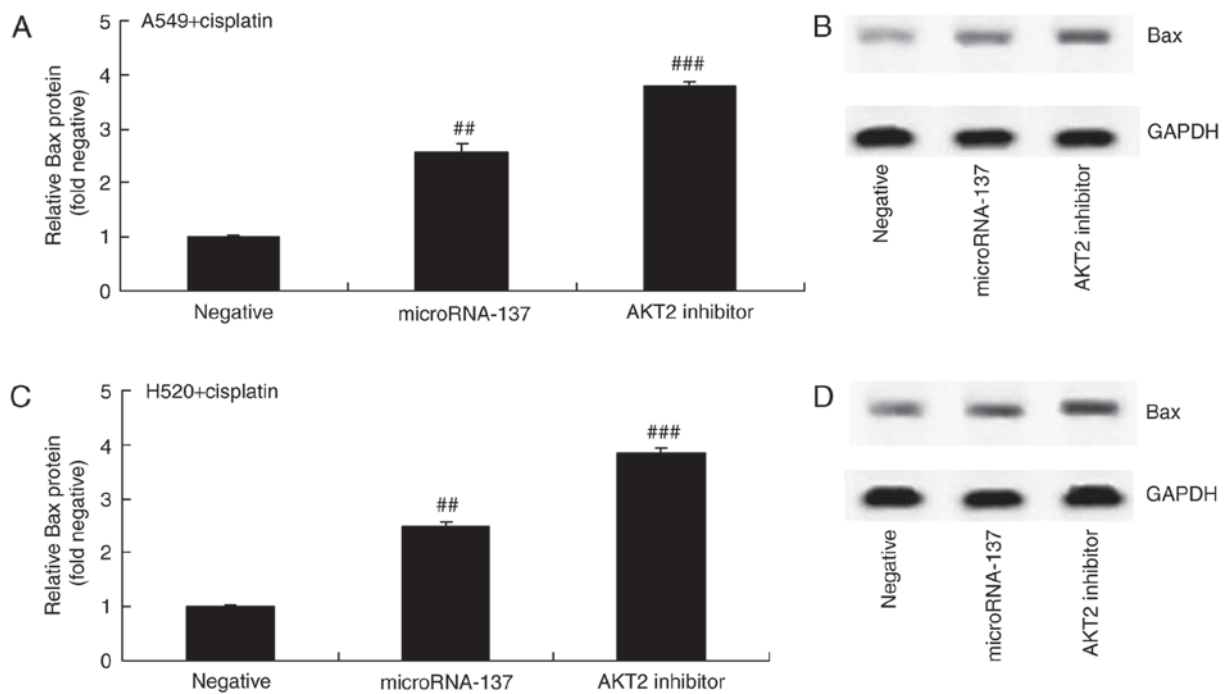 A
A549+cisplatin
Relative Bax protein
(fold negative)
5
4
3
2
1
0
##
###
Negative
microRNA-137
AKT2 inhibitor
B
Bax
GAPDH
Negative
microRNA-137
AKT2 inhibitor
C
H520+cisplatin
Relative Bax protein
(fold negative)
5
4
3
2
1
0
##
###
Negative
microRNA-137
AKT2 inhibitor
D
Bax
GAPDH
Negative
microRNA-137
AKT2 inhibitor